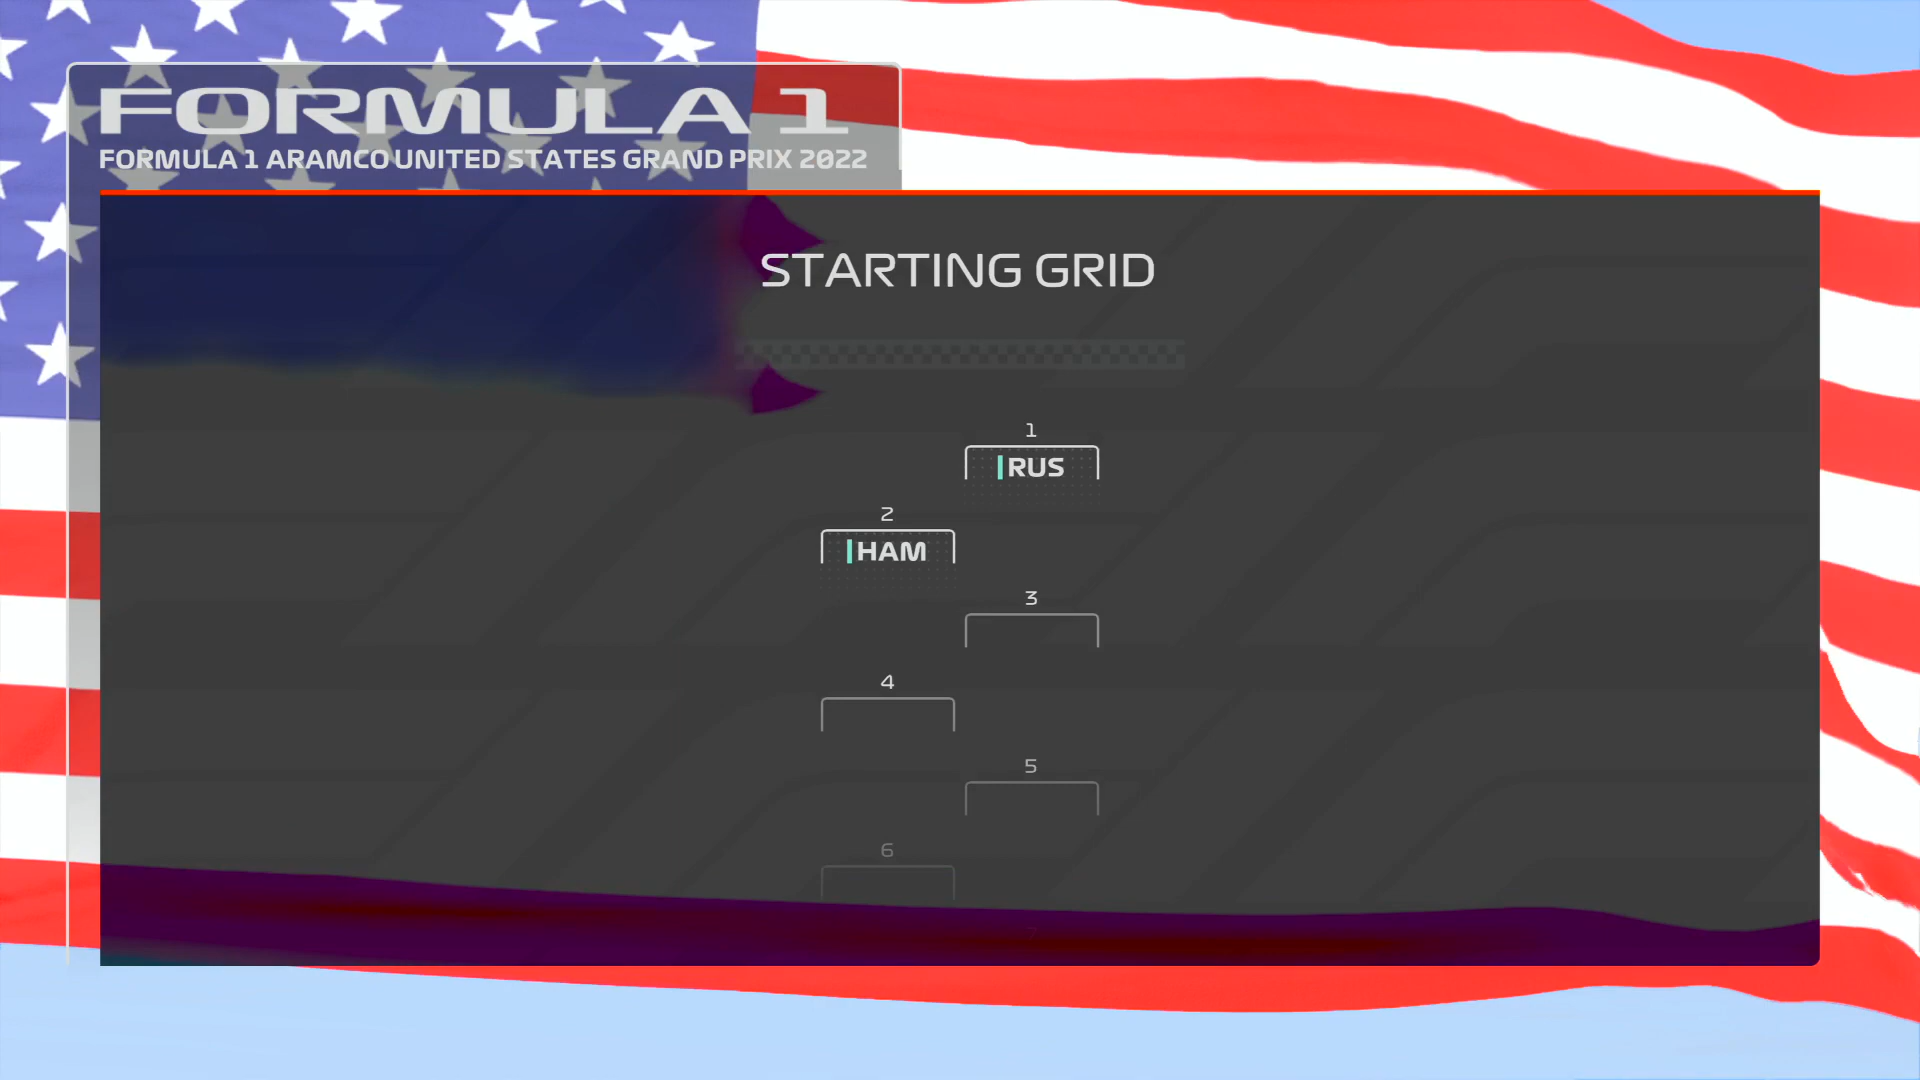 FORMULA 1
FORMULA 1 ARAMCO UNITED STATES GRAND PRIX 2022
STARTING GRID
1
RUS
2
HAM
3
4
5
6
7